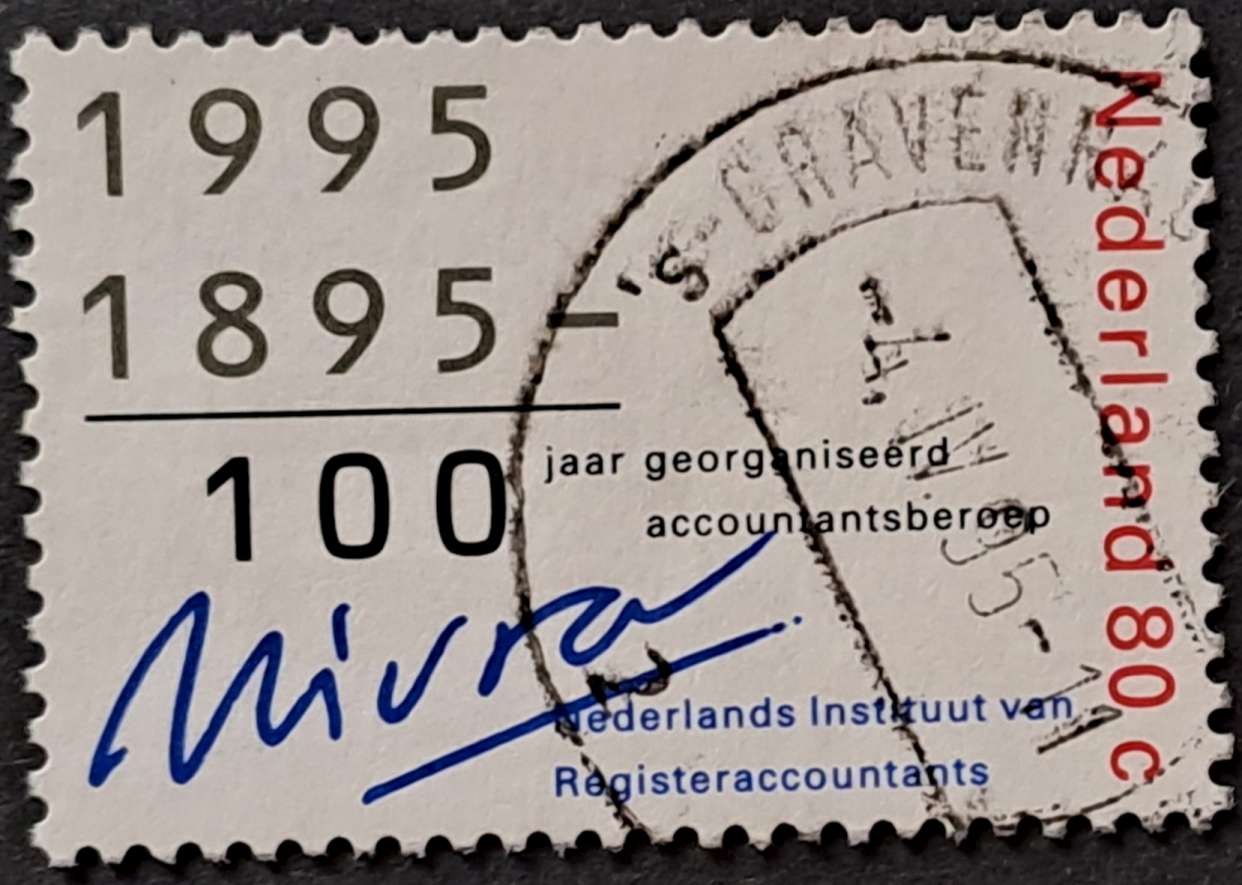 1995
1895–
100 jaar georganiseerd
accountantsberoep
Nivra
Nederlands Instituut van
Registeraccountants
Nederland 80 c
's-GRAVENH